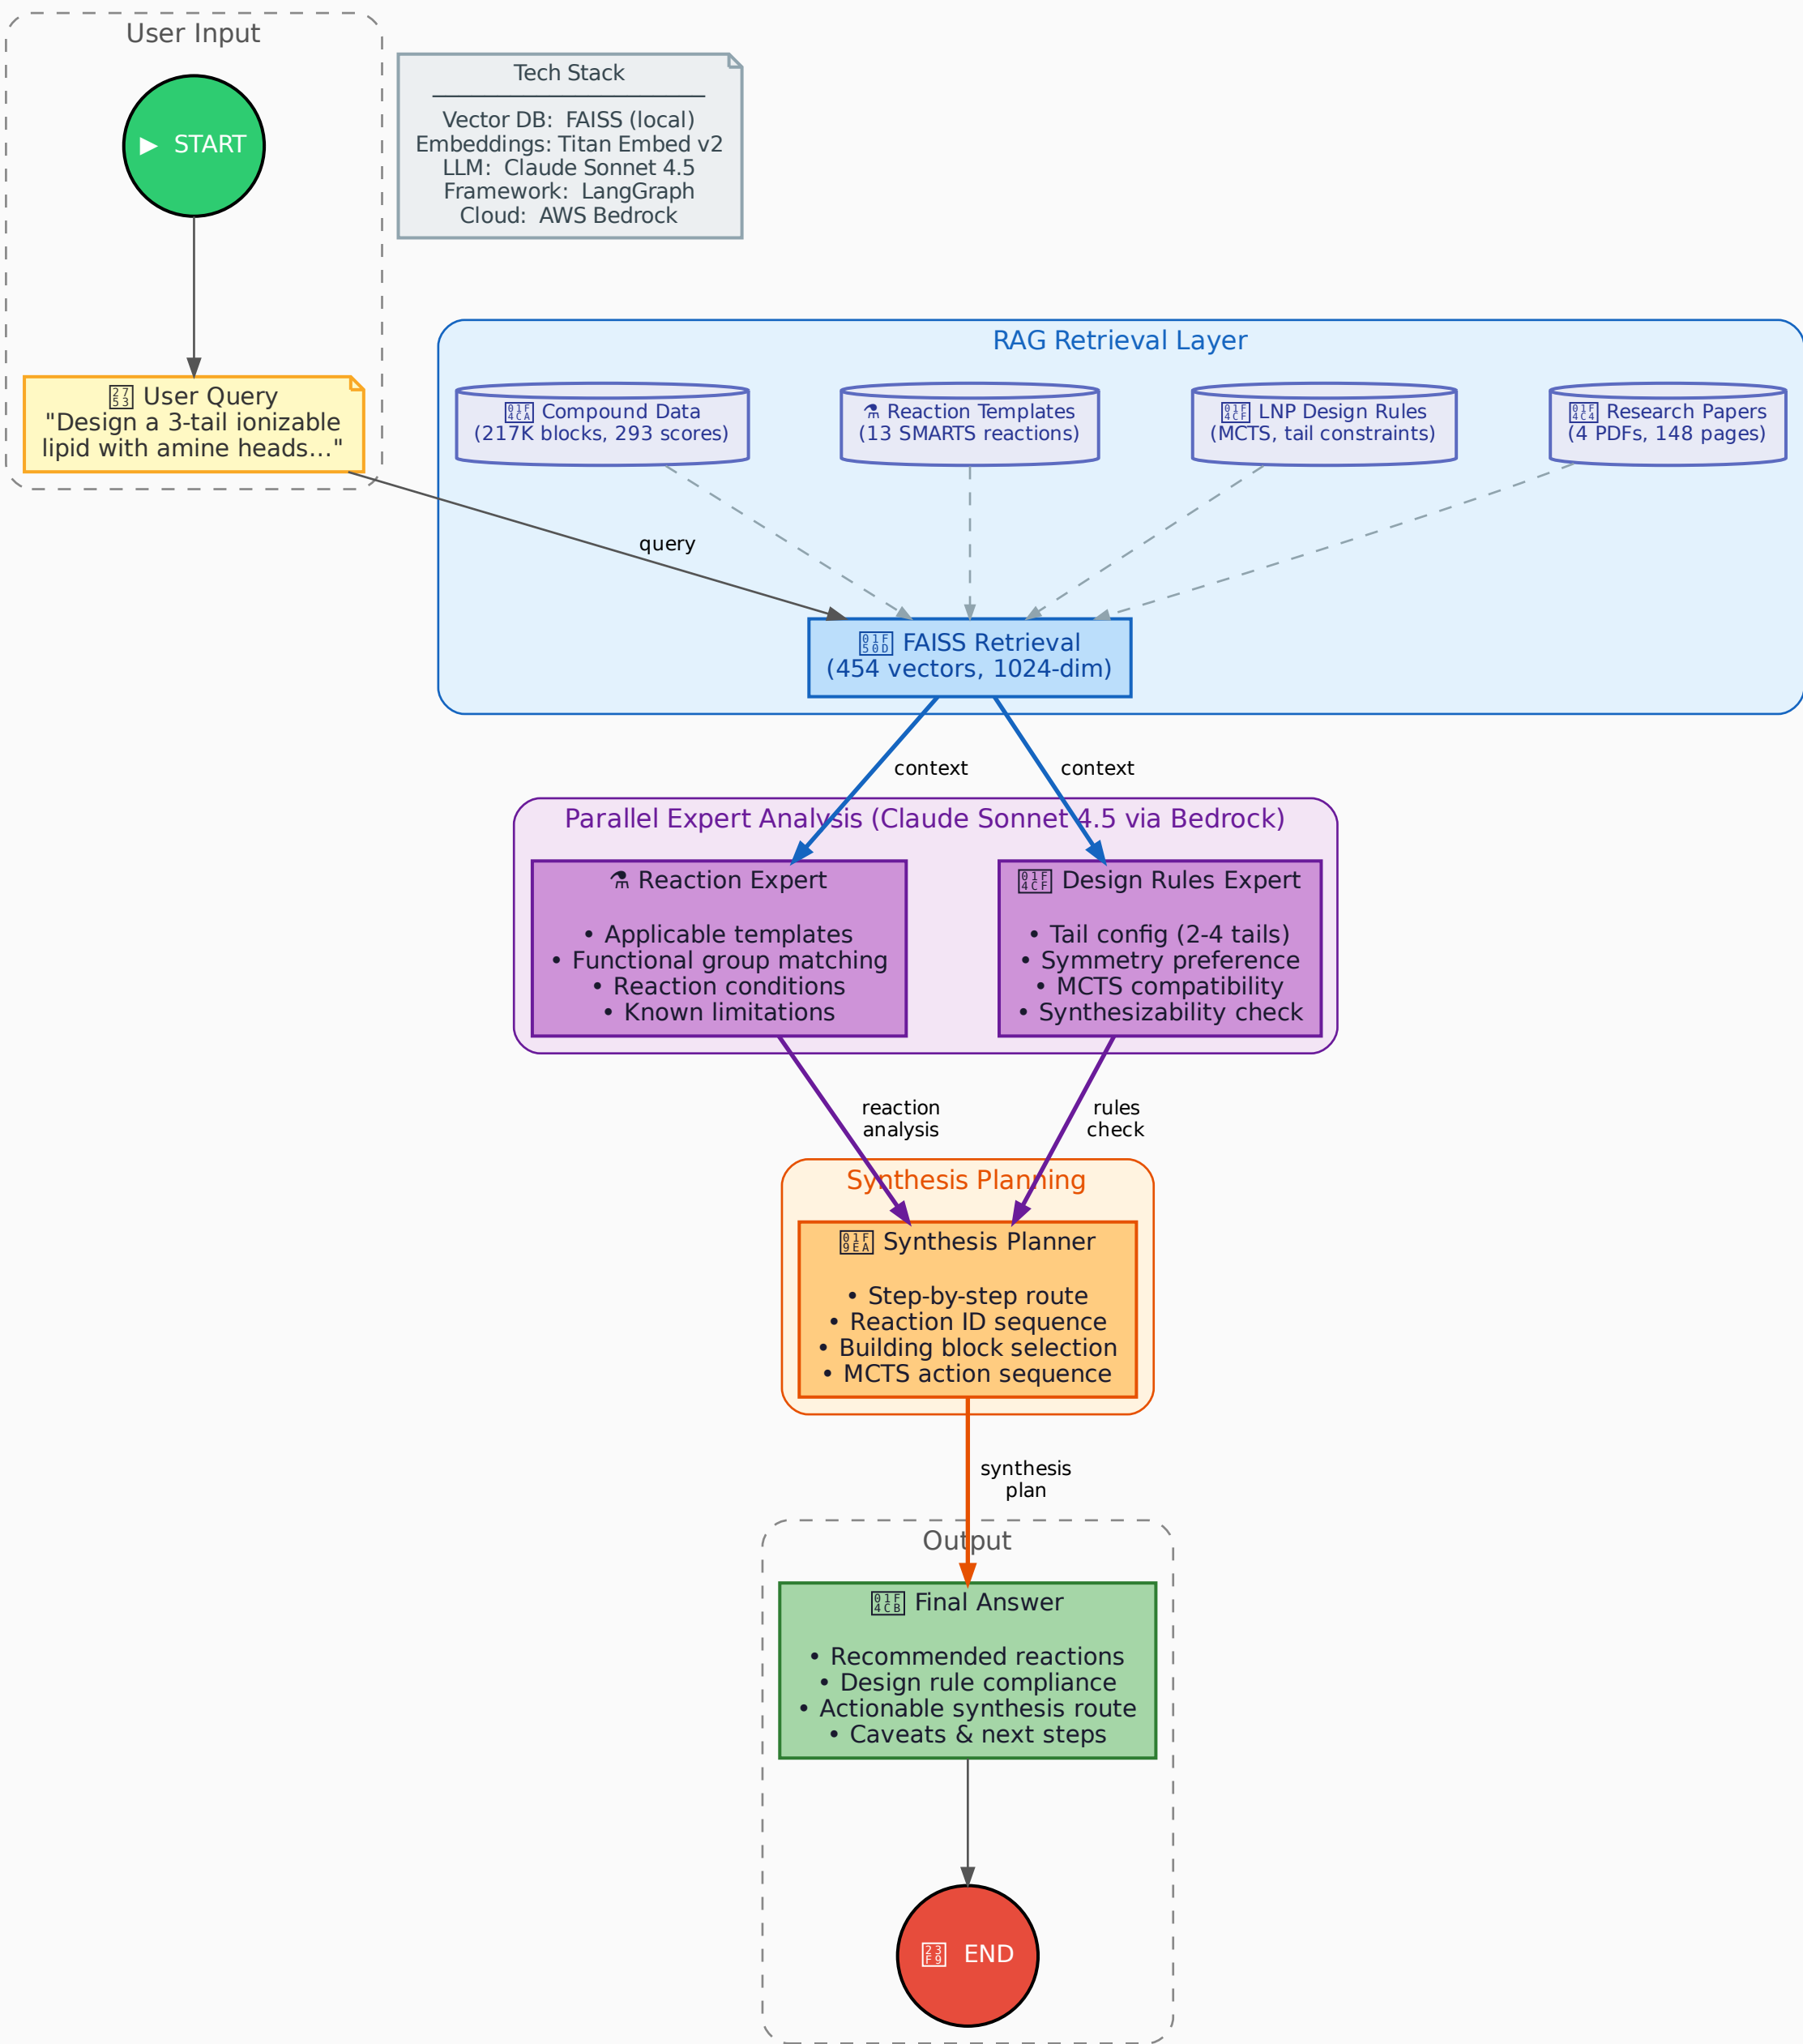 User Input
▶ START
User Query
"Design a 3-tail ionizable
lipid with amine heads..."
Tech Stack
Vector DB: FAISS (local)
Embeddings: Titan Embed v2
LLM: Claude Sonnet 4.5
Framework: LangGraph
Cloud: AWS Bedrock
RAG Retrieval Layer
Compound Data
(217K blocks, 293 scores)
⚗ Reaction Templates
(13 SMARTS reactions)
LNP Design Rules
(MCTS, tail constraints)
Research Papers
(4 PDFs, 148 pages)
query
FAISS Retrieval
(454 vectors, 1024-dim)
context
context
Parallel Expert Analysis (Claude Sonnet 4.5 via Bedrock)
⚗ Reaction Expert
• Applicable templates
• Functional group matching
• Reaction conditions
• Known limitations
Design Rules Expert
• Tail config (2-4 tails)
• Symmetry preference
• MCTS compatibility
• Synthesizability check
reaction
analysis
rules
check
Synthesis Planning
Synthesis Planner
• Step-by-step route
• Reaction ID sequence
• Building block selection
• MCTS action sequence
synthesis
plan
Output
Final Answer
• Recommended reactions
• Design rule compliance
• Actionable synthesis route
• Caveats & next steps
END